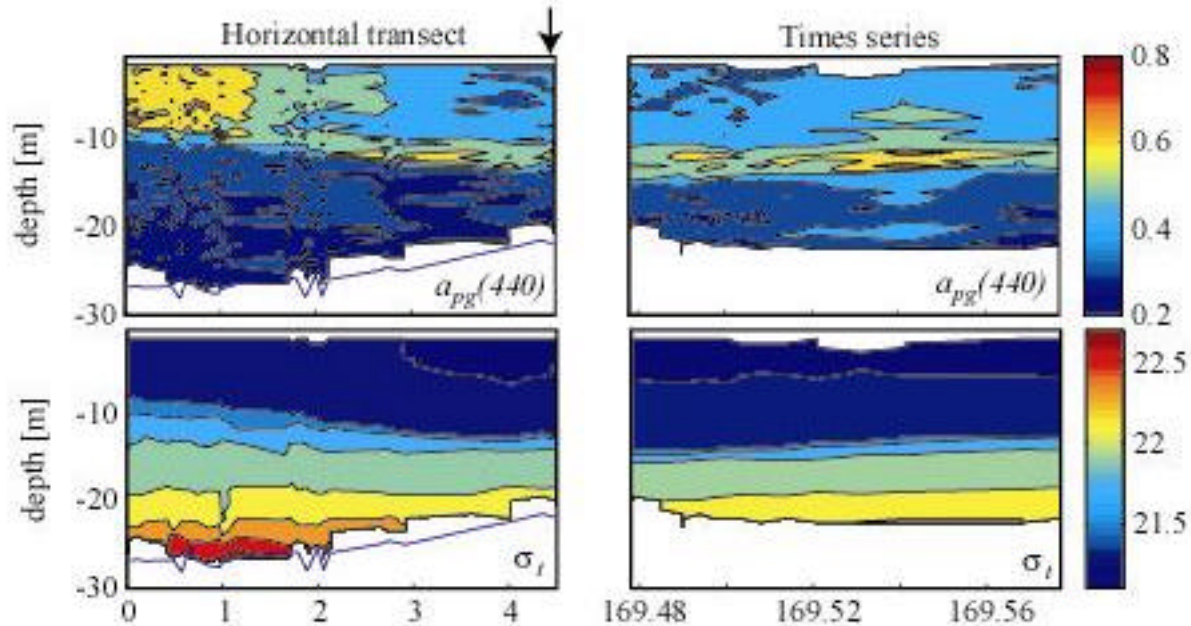 Horizontal transect
Times series
depth [m]
-10
-20
-30
a_pg(440)
a_pg(440)
0.8
0.6
0.4
0.2
depth [m]
-10
-20
-30
σ_t
σ_t
22.5
22
21.5
0 1 2 3 4
169.48 169.52 169.56